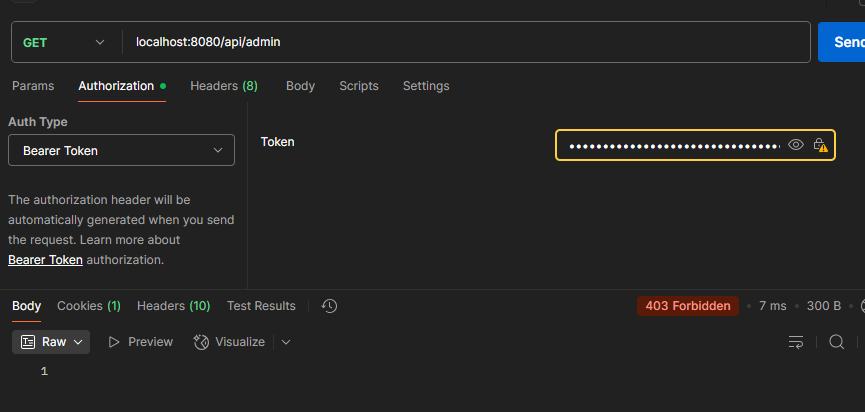 GET localhost:8080/api/admin Send
Params Authorization Headers (8) Body Scripts Settings
Auth Type
Bearer Token
Token
The authorization header will be
automatically generated when you send
the request. Learn more about
Bearer Token authorization.
Body Cookies (1) Headers (10) Test Results 403 Forbidden • 7 ms • 300 B •
Raw Preview Visualize
1